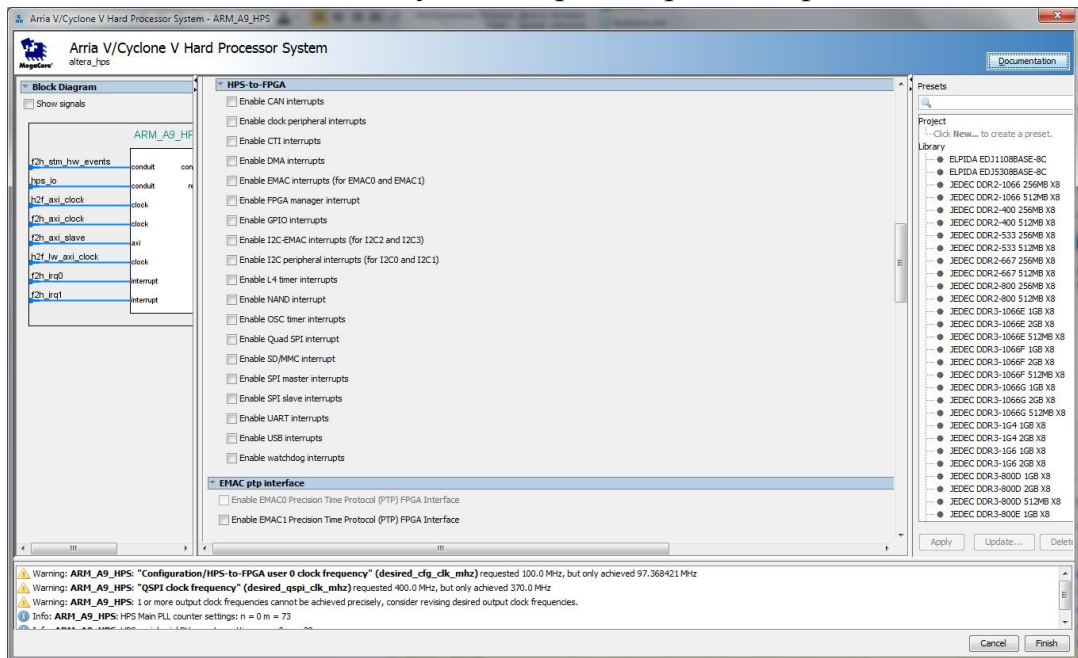 Arria V/Cyclone V Hard Processor System - ARM_A9_HPS
Arria V/Cyclone V Hard Processor System
altera_hps
MegaCore'
Documentation
Block Diagram
Show signals
ARM_A9_HP
f2h_stm_hw_events
conduit con
hps_io
conduit re
h2f_axi_clock
clock
f2h_axi_clock
clock
f2h_axi_slave
axi
h2f_lw_axi_clock
clock
f2h_irq0
interrupt
f2h_irq1
interrupt
HPS-to-FPGA
Enable CAN interrupts
Enable clock peripheral interrupts
Enable CTI interrupts
Enable DMA interrupts
Enable EMAC interrupts (for EMAC0 and EMAC1)
Enable FPGA manager interrupt
Enable GPIO interrupts
Enable I2C-EMAC interrupts (for I2C2 and I2C3)
Enable I2C peripheral interrupts (for I2C0 and I2C1)
Enable L4 timer interrupts
Enable NAND interrupt
Enable OSC timer interrupts
Enable Quad SPI interrupt
Enable SD/MMC interrupt
Enable SPI master interrupts
Enable SPI slave interrupts
Enable UART interrupts
Enable USB interrupts
Enable watchdog interrupts
EMAC ptp interface
Enable EMAC0 Precision Time Protocol (PTP) FPGA Interface
Enable EMAC1 Precision Time Protocol (PTP) FPGA Interface
Presets
Project
Click New... to create a preset.
Library
ELPIDA EDJ1108BASE-8C
ELPIDA EDJ5308BASE-8C
JEDEC DDR2-1066 256MB X8
JEDEC DDR2-1066 512MB X8
JEDEC DDR2-400 256MB X8
JEDEC DDR2-400 512MB X8
JEDEC DDR2-533 256MB X8
JEDEC DDR2-533 512MB X8
JEDEC DDR2-667 256MB X8
JEDEC DDR2-667 512MB X8
JEDEC DDR2-800 256MB X8
JEDEC DDR2-800 512MB X8
JEDEC DDR3-1066E 1GB X8
JEDEC DDR3-1066E 2GB X8
JEDEC DDR3-1066E 512MB X8
JEDEC DDR3-1066F 1GB X8
JEDEC DDR3-1066F 2GB X8
JEDEC DDR3-1066F 512MB X8
JEDEC DDR3-1066G 1GB X8
JEDEC DDR3-1066G 2GB X8
JEDEC DDR3-1066G 512MB X8
JEDEC DDR3-1G4 1GB X8
JEDEC DDR3-1G4 2GB X8
JEDEC DDR3-1G6 1GB X8
JEDEC DDR3-1G6 2GB X8
JEDEC DDR3-800D 1GB X8
JEDEC DDR3-800D 2GB X8
JEDEC DDR3-800D 512MB X8
JEDEC DDR3-800E 1GB X8
Apply Update... Delete
Warning: ARM_A9_HPS: "Configuration/HPS-to-FPGA user 0 clock frequency" (desired_cfg_clk_mhz) requested 100.0 MHz, but only achieved 97.368421 MHz
Warning: ARM_A9_HPS: "QSPI clock frequency" (desired_qspi_clk_mhz) requested 400.0 MHz, but only achieved 370.0 MHz
Warning: ARM_A9_HPS: 1 or more output clock frequencies cannot be achieved precisely, consider revising desired output clock frequencies.
Info: ARM_A9_HPS: HPS Main PLL counter settings: n = 0 m = 73
Cancel Finish